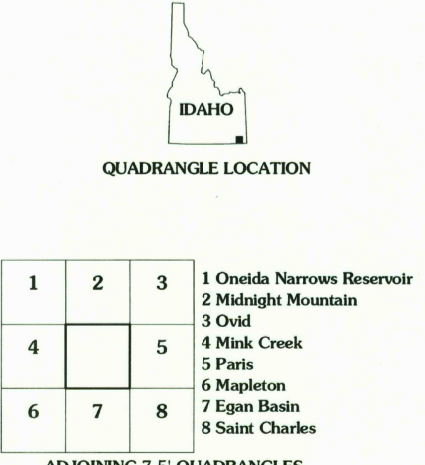 IDAHO
QUADRANGLE LOCATION
1 2 3
4 5
6 7 8
1 Oneida Narrows Reservoir
2 Midnight Mountain
3 Ovid
4 Mink Creek
5 Paris
6 Mapleton
7 Egan Basin
8 Saint Charles
ADJOINING 7.5' QUADRANGLES